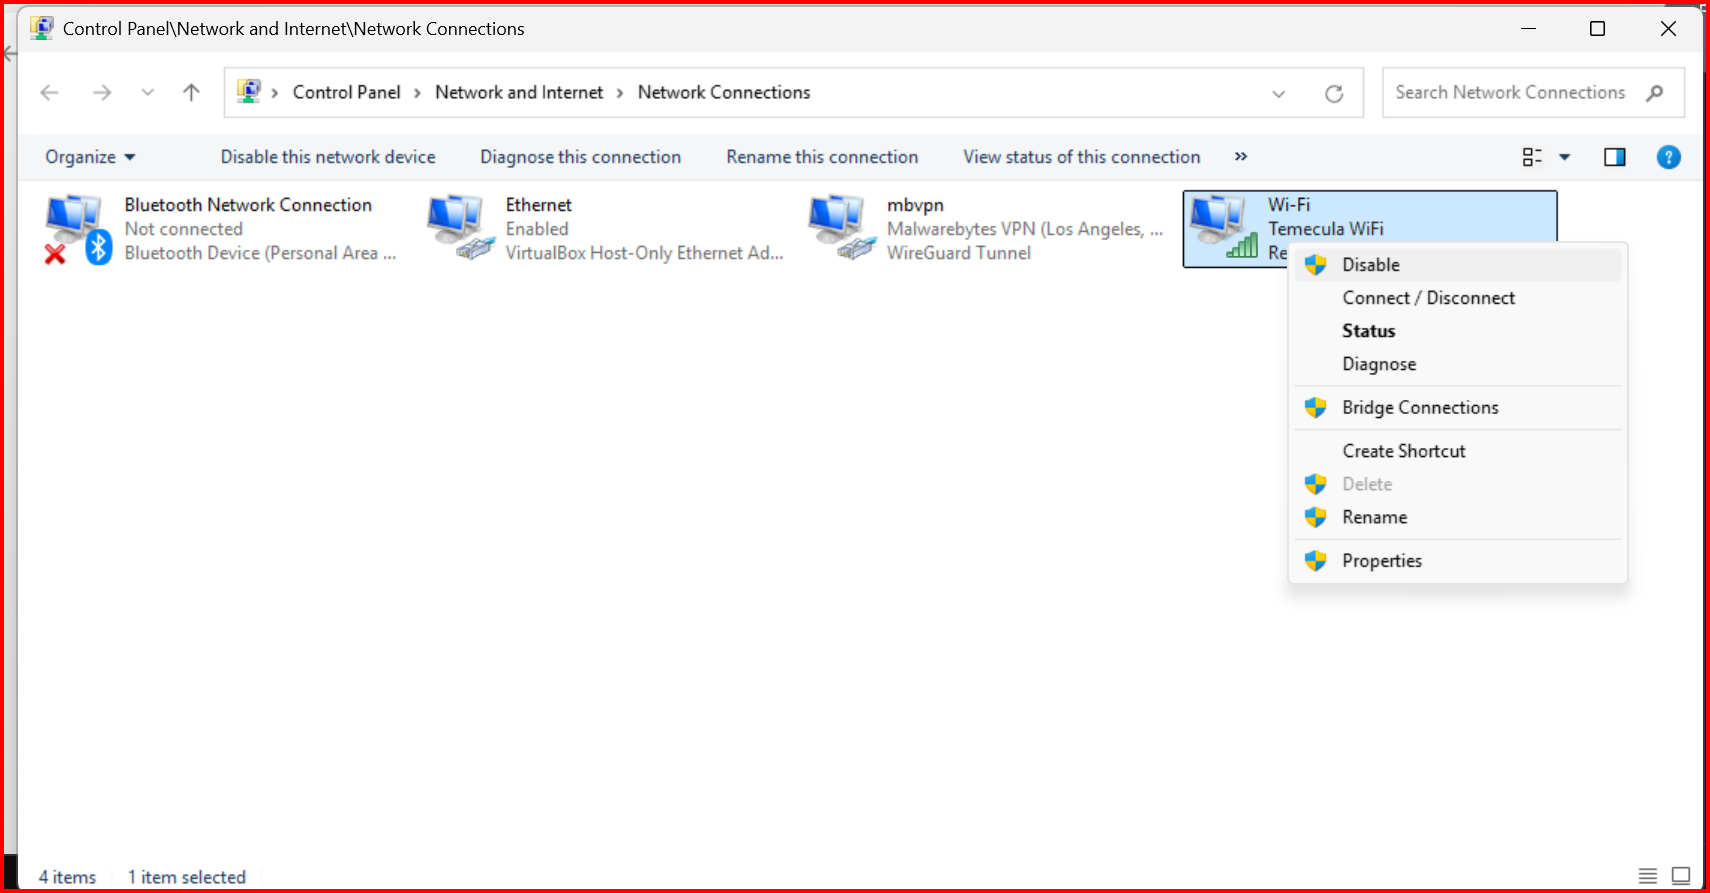 Control Panel\Network and Internet\Network Connections
Control Panel > Network and Internet > Network Connections
Search Network Connections
Organize
Disable this network device
Diagnose this connection
Rename this connection
View status of this connection
»
?
Bluetooth Network Connection
Not connected
Bluetooth Device (Personal Area ...
Ethernet
Enabled
VirtualBox Host-Only Ethernet Ad...
mbvpn
Malwarebytes VPN (Los Angeles, ...
WireGuard Tunnel
Wi-Fi
Temecula WiFi
Re
Disable
Connect / Disconnect
Status
Diagnose
Bridge Connections
Create Shortcut
Delete
Rename
Properties
4 items
1 item selected